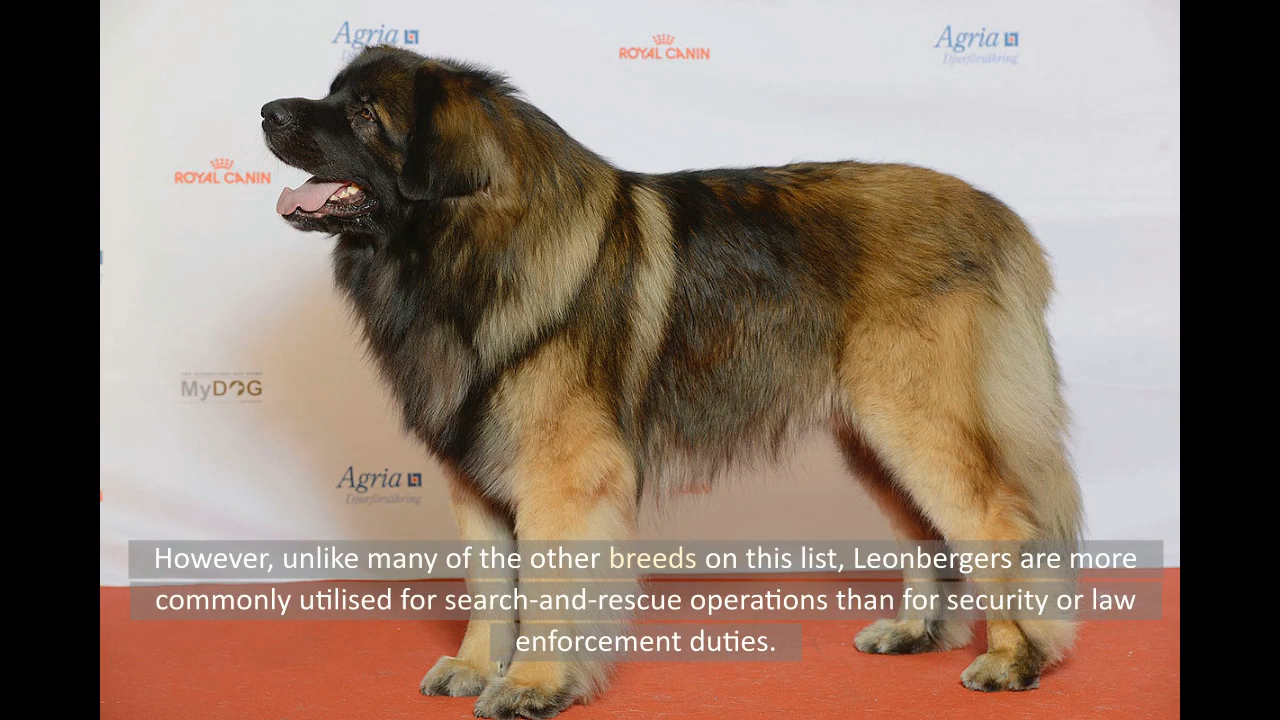 Agria
Djurförsäkring
ROYAL CANIN
Agria
Djurförsäkring
ROYAL CANIN
MyDOG
Agria
Djurförsäkring
However, unlike many of the other breeds on this list, Leonbergers are more
commonly utilised for search-and-rescue operations than for security or law
enforcement duties.